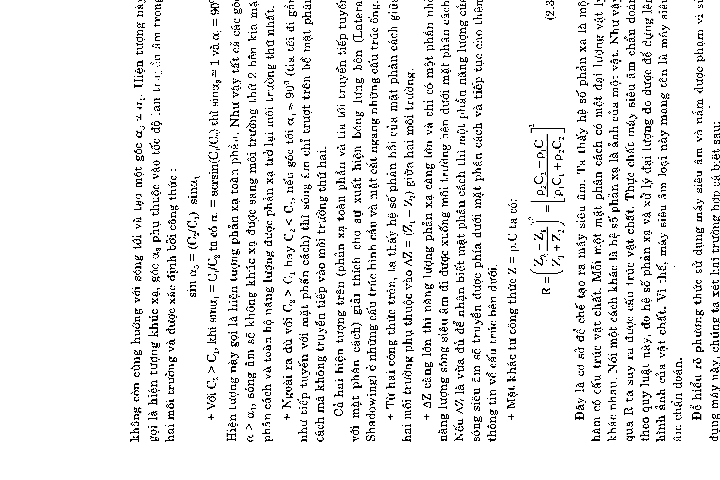 không còn cùng hướng với sóng tới và tạo một góc α₂ ≠ α₁. Hiện tượng này
gọi là hiện tượng khúc xạ, góc α₂ phụ thuộc vào tốc độ lan truyền âm trong
hai môi trường và được xác định bởi công thức :
sin α₂ = (C₂/C₁) sinα₁
+ Với C₂ > C₁, khi sinα₁ = C₁/C₂ ta có α = acrsin(C₁/C₂) thì sinα₂ = 1 và α₂ = 90°
Hiện tượng này gọi là hiện tượng phản xạ toàn phần. Như vậy tất cả các góc
α > α₁, sóng âm sẽ không khúc xạ được sang môi trường thứ 2 bên kia mặt
phân cách và toàn bộ năng lượng được phản xạ trở lại môi trường thứ nhất.
+ Ngoài ra dù với C₂ > C₁ hay C₂ < C₁, nếu góc tới α₁ ≈ 90° (tia tới đi gần
như tiếp tuyến với mặt phân cách) thì sóng âm chỉ trượt trên bề mặt phân
cách mà không truyền tiếp vào môi trường thứ hai.
Cả hai hiện tượng trên (phản xạ toàn phần và tia tới truyền tiếp tuyến
với mặt phân cách) giải thích cho sự xuất hiện bóng lưng bên (Lateral
Shadowing) ở những cấu trúc hình cầu và mặt cắt ngang những cấu trúc ống.
+ Từ hai công thức trên, ta thấy hệ số phản hồi của mặt phân cách giữa
hai môi trường phụ thuộc vào ΔZ = (Z₁ – Z₂) giữa hai môi trường.
+ ΔZ càng lớn thì năng lượng phản xạ càng lớn và chỉ có một phần nhỏ
năng lượng sóng siêu âm đi được xuống môi trường bên dưới mặt phân cách.
Nếu ΔZ là vừa đủ để nhận biết mặt phân cách thì một phần năng lượng của
sóng siêu âm sẽ truyền được phía dưới mặt phân cách và tiếp tục cho thêm
thông tin về cấu trúc bên dưới.
+ Mặt khác từ công thức Z = ρ.C ta có:
R = (Z₁ – Z₂ / Z₁ + Z₂)² = [ρ₂C₂ – ρ₁C / ρ₁C₁ + ρ₂C₂]² (2.3
Đây là cơ sở để chế tạo ra máy siêu âm. Ta thấy hệ số phản xạ là một
hàm có cấu trúc vật chất. Mỗi một mặt phân cách có một đại lượng vật lý
khác nhau. Nói một cách khác là hệ số phản xạ là ảnh của một vật. Như vậy
qua R ta suy ra được cấu trúc vật chất. Thực chất máy siêu âm chẩn đoán
theo quy luật này, đo hệ số phản xạ và xử lý đại lượng đo được để dựng lên
hình ảnh của vật chất. Vì thế, máy siêu âm loại này mang tên là máy siêu
âm chẩn đoán.
Để hiểu rõ phương thức sử dụng máy siêu âm và nắm được phạm vi sử
dụng máy này, chúng ta xét hai trường hợp cá biệt sau: